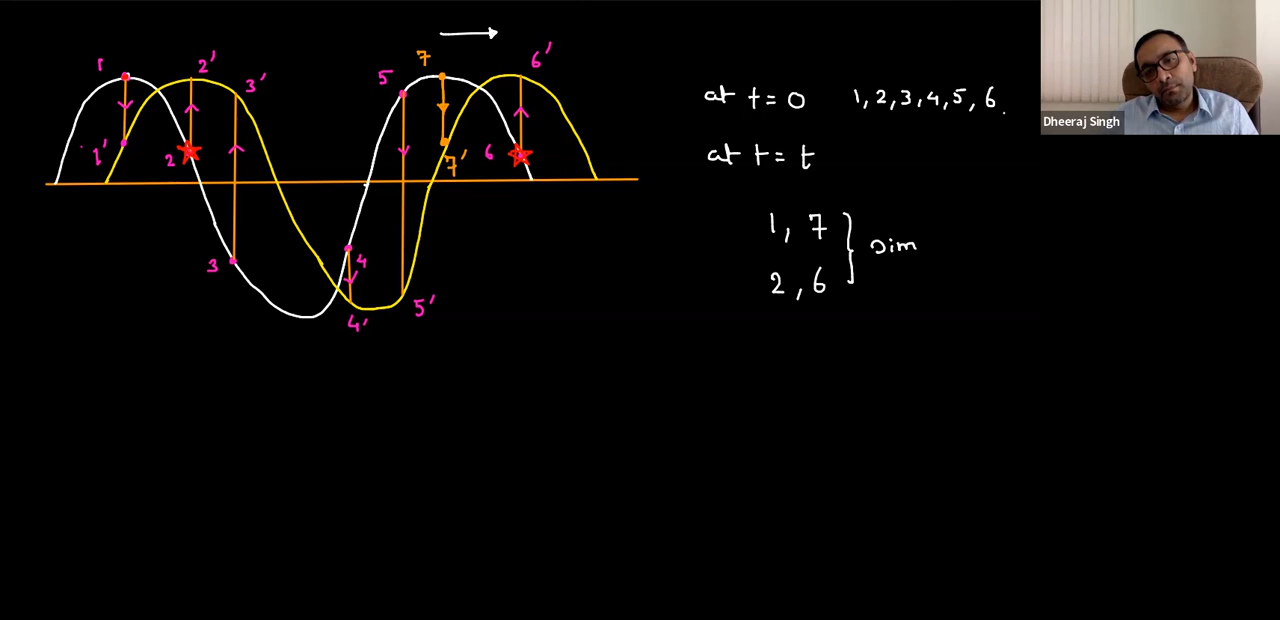 1 2' 3' 5 7 6'
1' 2 7' 6
3 4
4' 5'
at t = 0 1, 2, 3, 4, 5, 6.
at t = t
1, 7
2, 6
sim
Dheeraj Singh